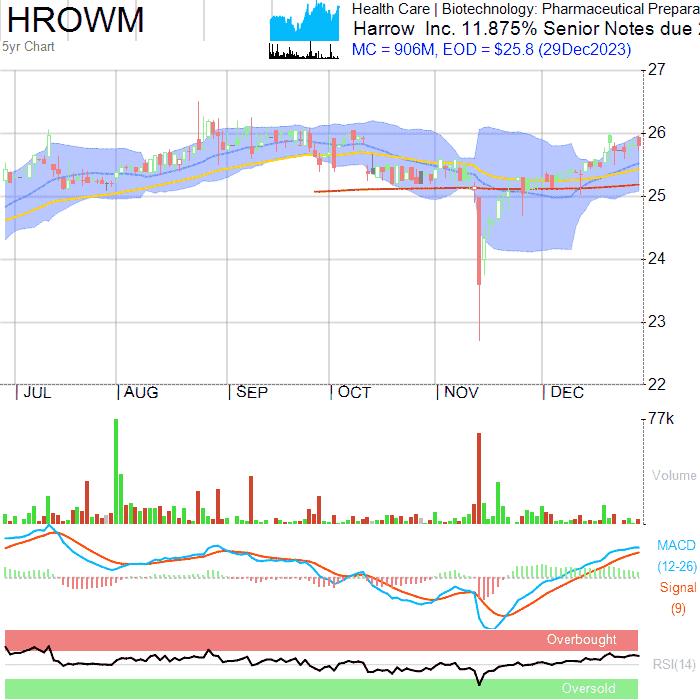 HROWM
5yr Chart
Health Care | Biotechnology: Pharmaceutical Prepara
Harrow Inc. 11.875% Senior Notes due
MC = 906M, EOD = $25.8 (29Dec2023)
27
26
25
24
23
22
JUL AUG SEP OCT NOV DEC
77k
Volume
MACD
(12-26)
Signal
(9)
Overbought
RSI(14)
Oversold